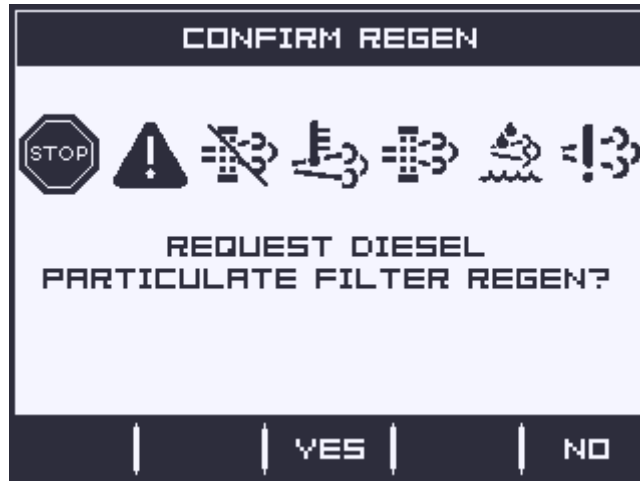 CONFIRM REGEN
STOP
REQUEST DIESEL
PARTICULATE FILTER REGEN?
YES NO